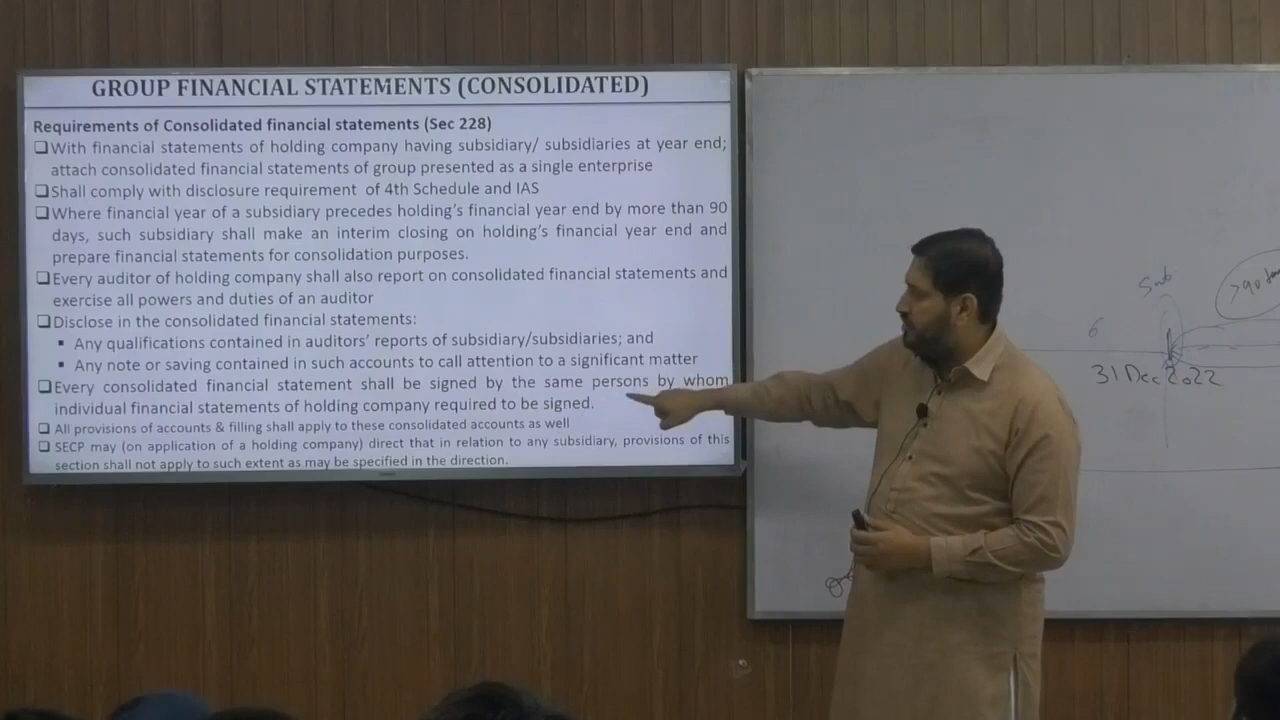 GROUP FINANCIAL STATEMENTS (CONSOLIDATED)
Requirements of Consolidated financial statements (Sec 228)
❑With financial statements of holding company having subsidiary/ subsidiaries at year end;
attach consolidated financial statements of group presented as a single enterprise
❑Shall comply with disclosure requirement of 4th Schedule and IAS
❑Where financial year of a subsidiary precedes holding's financial year end by more than 90
days, such subsidiary shall make an interim closing on holding's financial year end and
prepare financial statements for consolidation purposes.
❑Every auditor of holding company shall also report on consolidated financial statements and
exercise all powers and duties of an auditor
❑Disclose in the consolidated financial statements:
▪ Any qualifications contained in auditors' reports of subsidiary/subsidiaries; and
▪ Any note or saving contained in such accounts to call attention to a significant matter
❑Every consolidated financial statement shall be signed by the same persons by whom
individual financial statements of holding company required to be signed.
❑ All provisions of accounts & filling shall apply to these consolidated accounts as well
❑ SECP may (on application of a holding company) direct that in relation to any subsidiary, provisions of this
section shall not apply to such extent as may be specified in the direction.
Sub
>90
6
31 Dec 2022